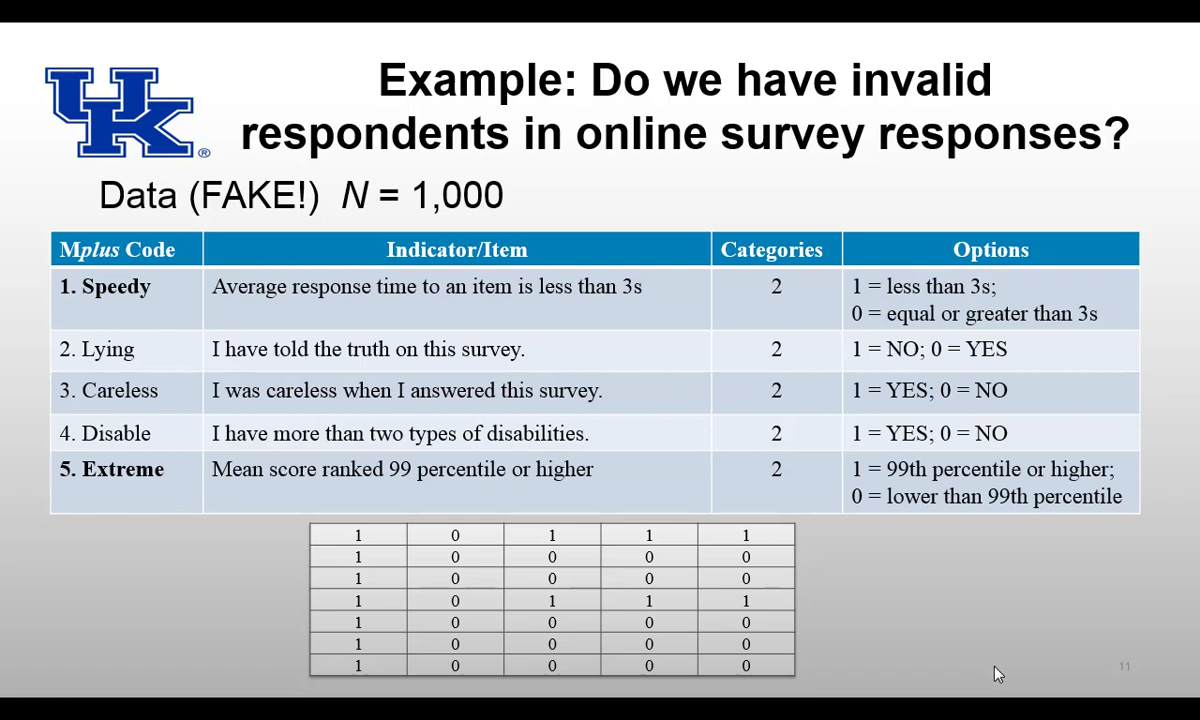 UK ®
Example: Do we have invalid
respondents in online survey responses?
Data (FAKE!) N = 1,000
Mplus Code Indicator/Item Categories Options
1. Speedy Average response time to an item is less than 3s 2 1 = less than 3s;
0 = equal or greater than 3s
2. Lying I have told the truth on this survey. 2 1 = NO; 0 = YES
3. Careless I was careless when I answered this survey. 2 1 = YES; 0 = NO
4. Disable I have more than two types of disabilities. 2 1 = YES; 0 = NO
5. Extreme Mean score ranked 99 percentile or higher 2 1 = 99th percentile or higher;
0 = lower than 99th percentile
1 0 1 1 1
1 0 0 0 0
1 0 0 0 0
1 0 1 1 1
1 0 0 0 0
1 0 0 0 0
1 0 0 0 0
11